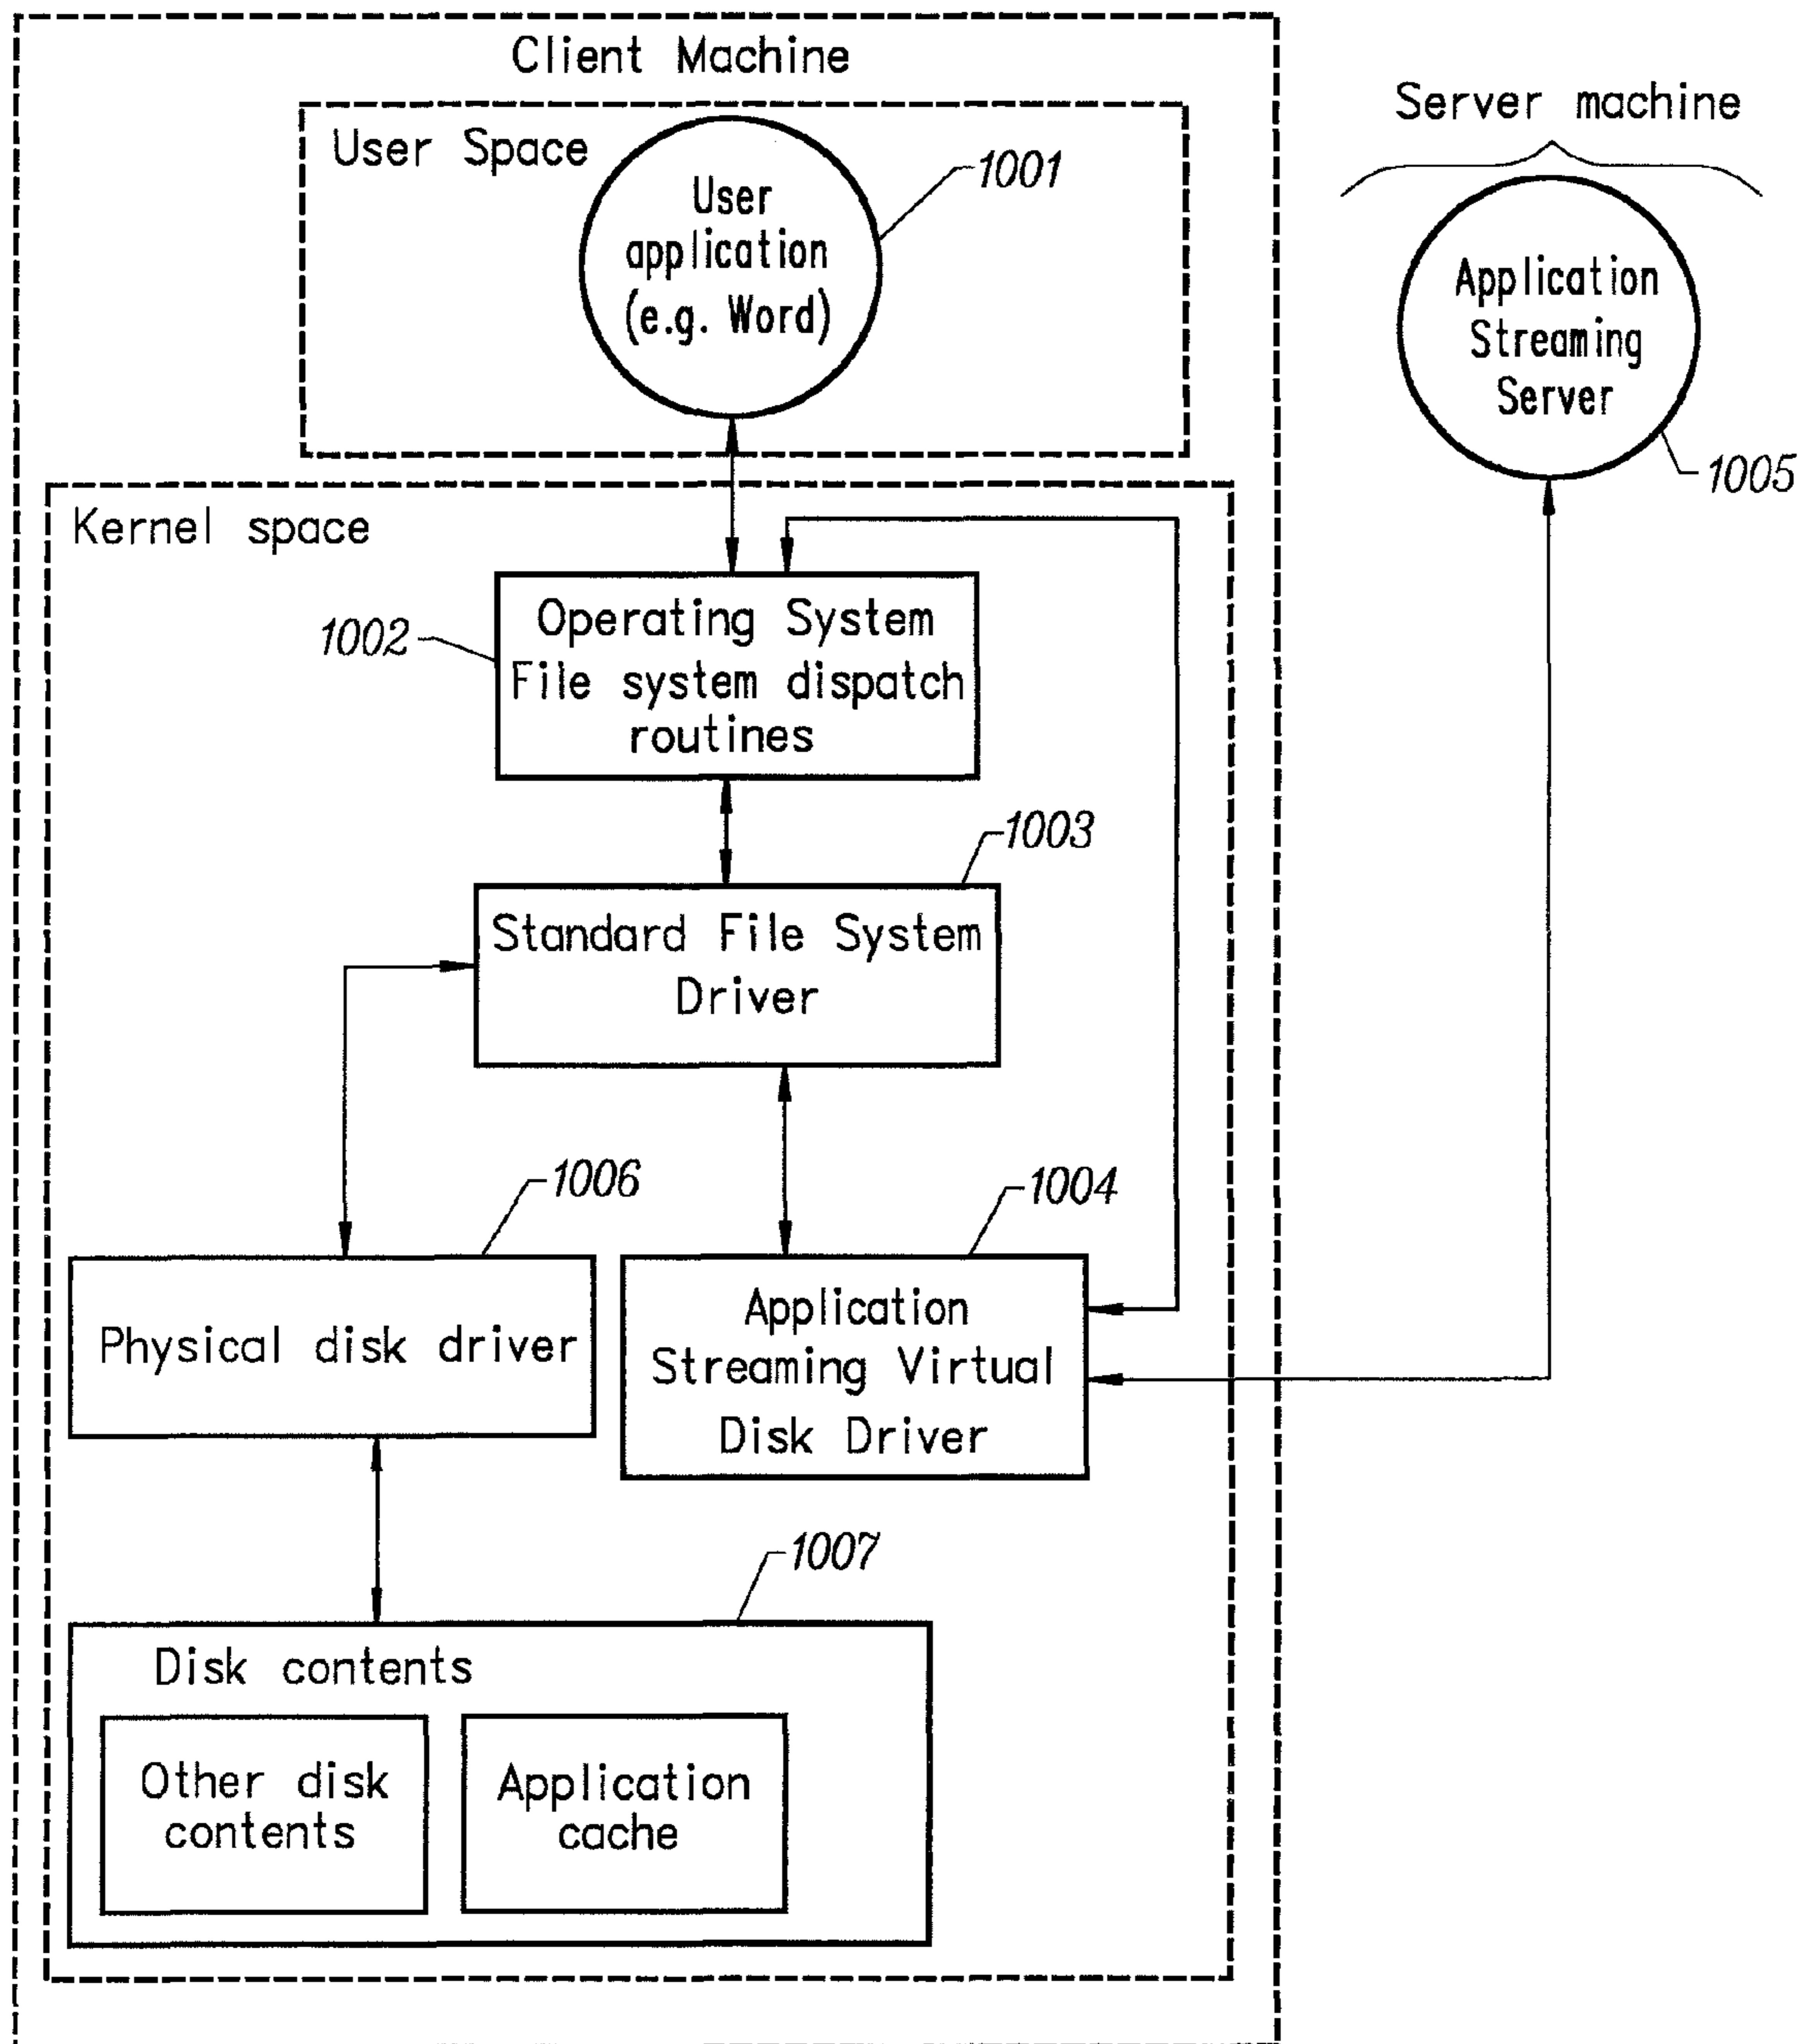 Client Machine
User Space
User
application
(e.g. Word)
1001
Server machine
Application
Streaming
Server
1005
Kernel space
Operating System
File system dispatch
routines
1002
1003
Standard File System
Driver
1006
Physical disk driver
1004
Application
Streaming Virtual
Disk Driver
1007
Disk contents
Other disk
contents
Application
cache